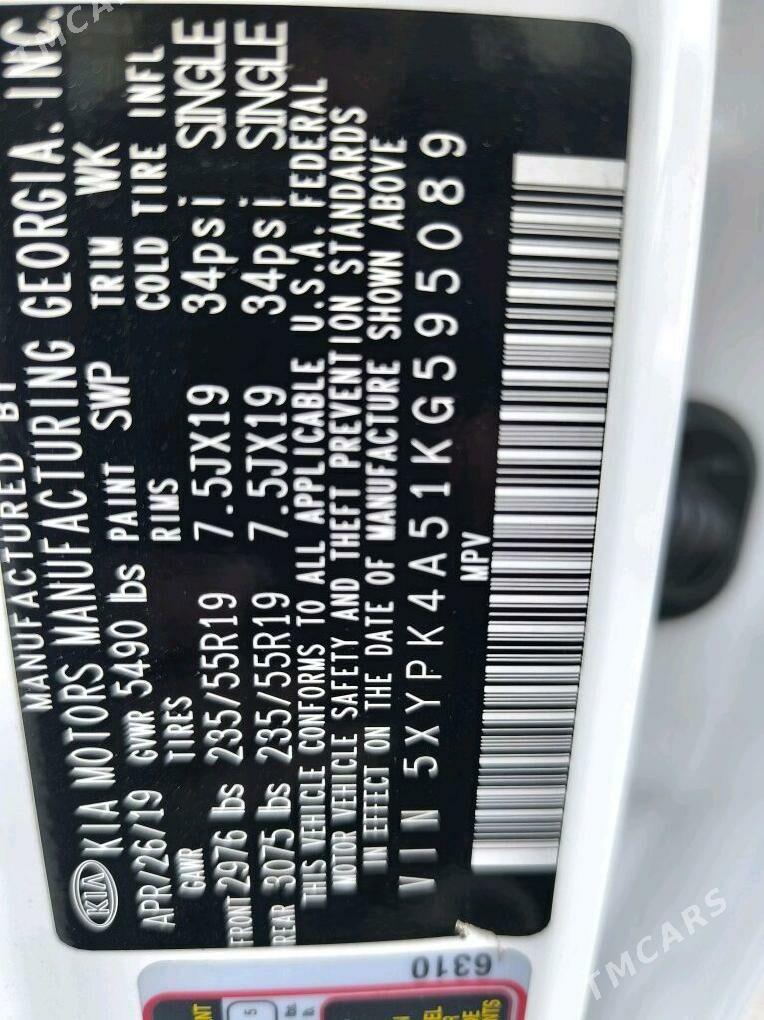 MANUFACTURED BY
KIA KIA MOTORS MANUFACTURING GEORGIA, INC.
APR/26/19 GVWR 5490 lbs PAINT SWP TRIM WK
GAWR TIRES RIMS COLD TIRE INFL
FRONT 2976 lbs 235/55R19 7.5JX19 34psi SINGLE
REAR 3075 lbs 235/55R19 7.5JX19 34psi SINGLE
THIS VEHICLE CONFORMS TO ALL APPLICABLE U.S.A. FEDERAL
MOTOR VEHICLE SAFETY AND THEFT PREVENTION STANDARDS
IN EFFECT ON THE DATE OF MANUFACTURE SHOWN ABOVE
VIN 5XYPK4A51KG595089
MPV
6310
5
TMCARS
TMCARS